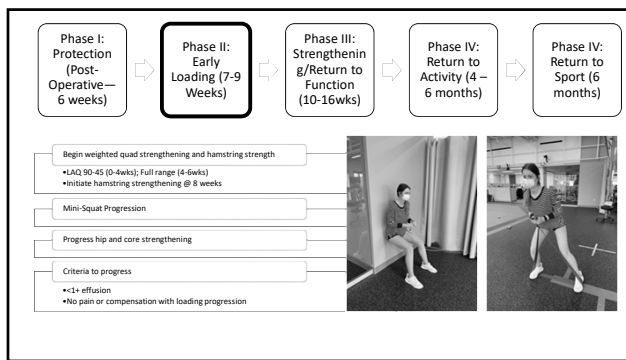 Phase I:
Protection
(Post-
Operative—
6 weeks)
Phase II:
Early
Loading (7-9
Weeks)
Phase III:
Strengthenin
g/Return to
Function
(10-16wks)
Phase IV:
Return to
Activity (4 –
6 months)
Phase IV:
Return to
Sport (6
months)
Begin weighted quad strengthening and hamstring strength
•LAQ 90-45 (0-4wks); Full range (4-6wks)
•Initiate hamstring strengthening @ 8 weeks
Mini-Squat Progression
Progress hip and core strengthening
Criteria to progress
•<1+ effusion
•No pain or compensation with loading progression